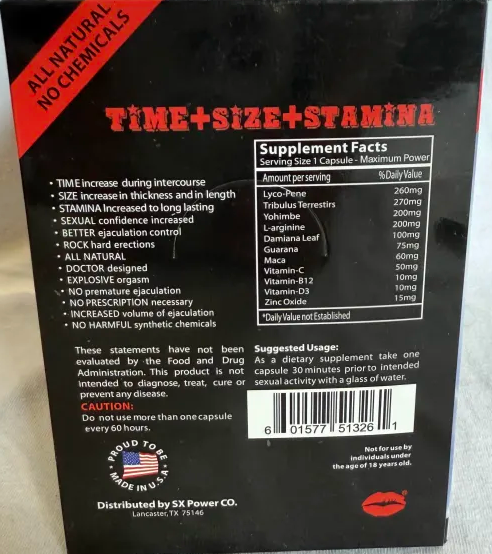 ALL NATURAL
NO CHEMICALS
TIME+SIZE+STAMINA
• TIME increase during intercourse
• SIZE increase in thickness and in length
• STAMINA Increased to long lasting
• SEXUAL confidence increased
• BETTER ejaculation control
• ROCK hard erections
• ALL NATURAL
• DOCTOR designed
• EXPLOSIVE orgasm
• NO premature ejaculation
• NO PRESCRIPTION necessary
• INCREASED volume of ejaculation
• NO HARMFUL synthetic chemicals
Supplement Facts
Serving Size 1 Capsule - Maximum Power
Amount per serving %Daily Value
Lyco-Pene 260mg
Tribulus Terrestirs 270mg
Yohimbe 200mg
L-arginine 200mg
Damiana Leaf 100mg
Guarana 75mg
Maca 60mg
Vitamin-C 50mg
Vitamin-B12 10mg
Vitamin-D3 10mg
Zinc Oxide 15mg
*Daily Value not Established
These statements have not been
evaluated by the Food and Drug
Administration. This product is not
intended to diagnose, treat, cure or
prevent any disease.
CAUTION:
Do not use more than one capsule
every 60 hours.
Suggested Usage:
As a dietary supplement take one
capsule 30 minutes prior to intended
sexual activity with a glass of water.
6 01577 51326 1
Not for use by
individuals under
the age of 18 years old.
PROUD TO BE
MADE IN U.S.A
Distributed by SX Power CO.
Lancaster, TX 75146